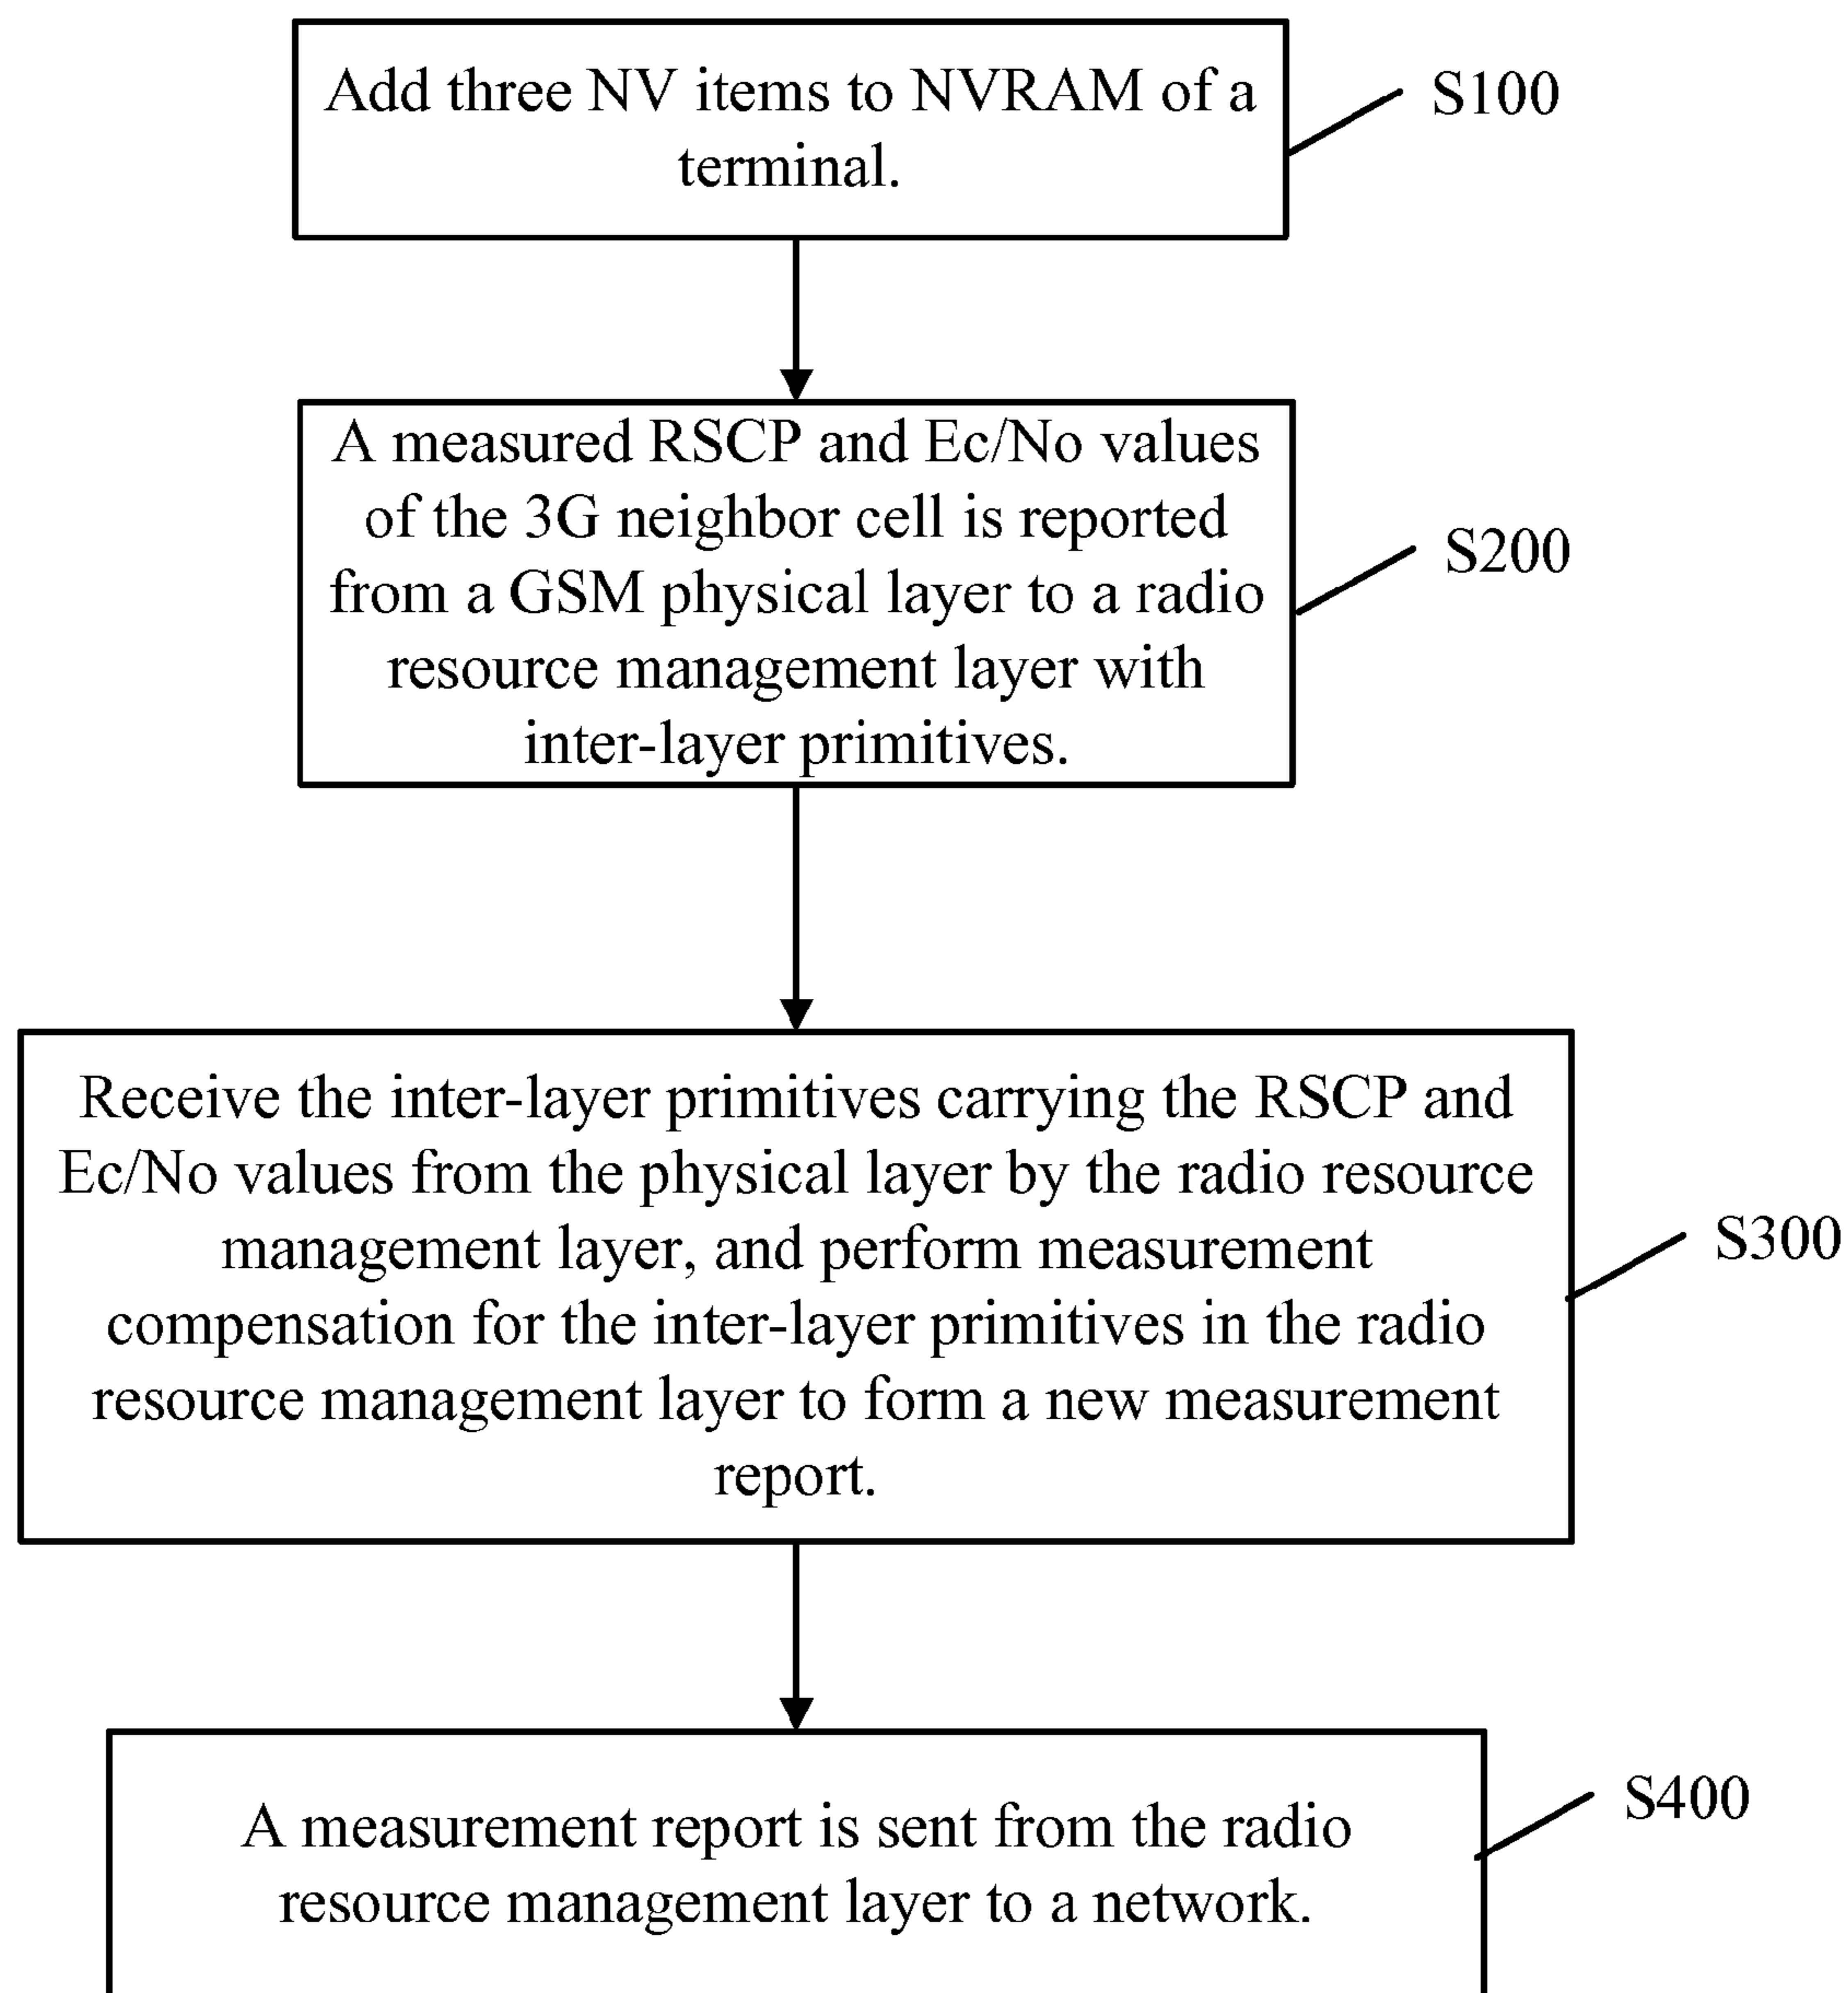 Add three NV items to NVRAM of a
terminal.
S100
A measured RSCP and Ec/No values
of the 3G neighbor cell is reported
from a GSM physical layer to a radio
resource management layer with
inter-layer primitives.
S200
Receive the inter-layer primitives carrying the RSCP and
Ec/No values from the physical layer by the radio resource
management layer, and perform measurement
compensation for the inter-layer primitives in the radio
resource management layer to form a new measurement
report.
S300
A measurement report is sent from the radio
resource management layer to a network.
S400